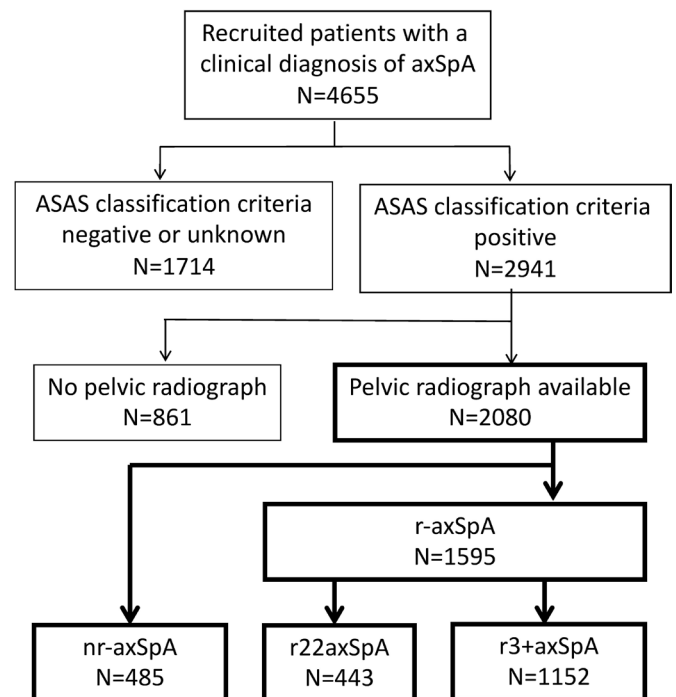 Recruited patients with a
clinical diagnosis of axSpA
N=4655
ASAS classification criteria
negative or unknown
N=1714
ASAS classification criteria
positive
N=2941
No pelvic radiograph
N=861
Pelvic radiograph available
N=2080
r-axSpA
N=1595
nr-axSpA
N=485
r22axSpA
N=443
r3+axSpA
N=1152